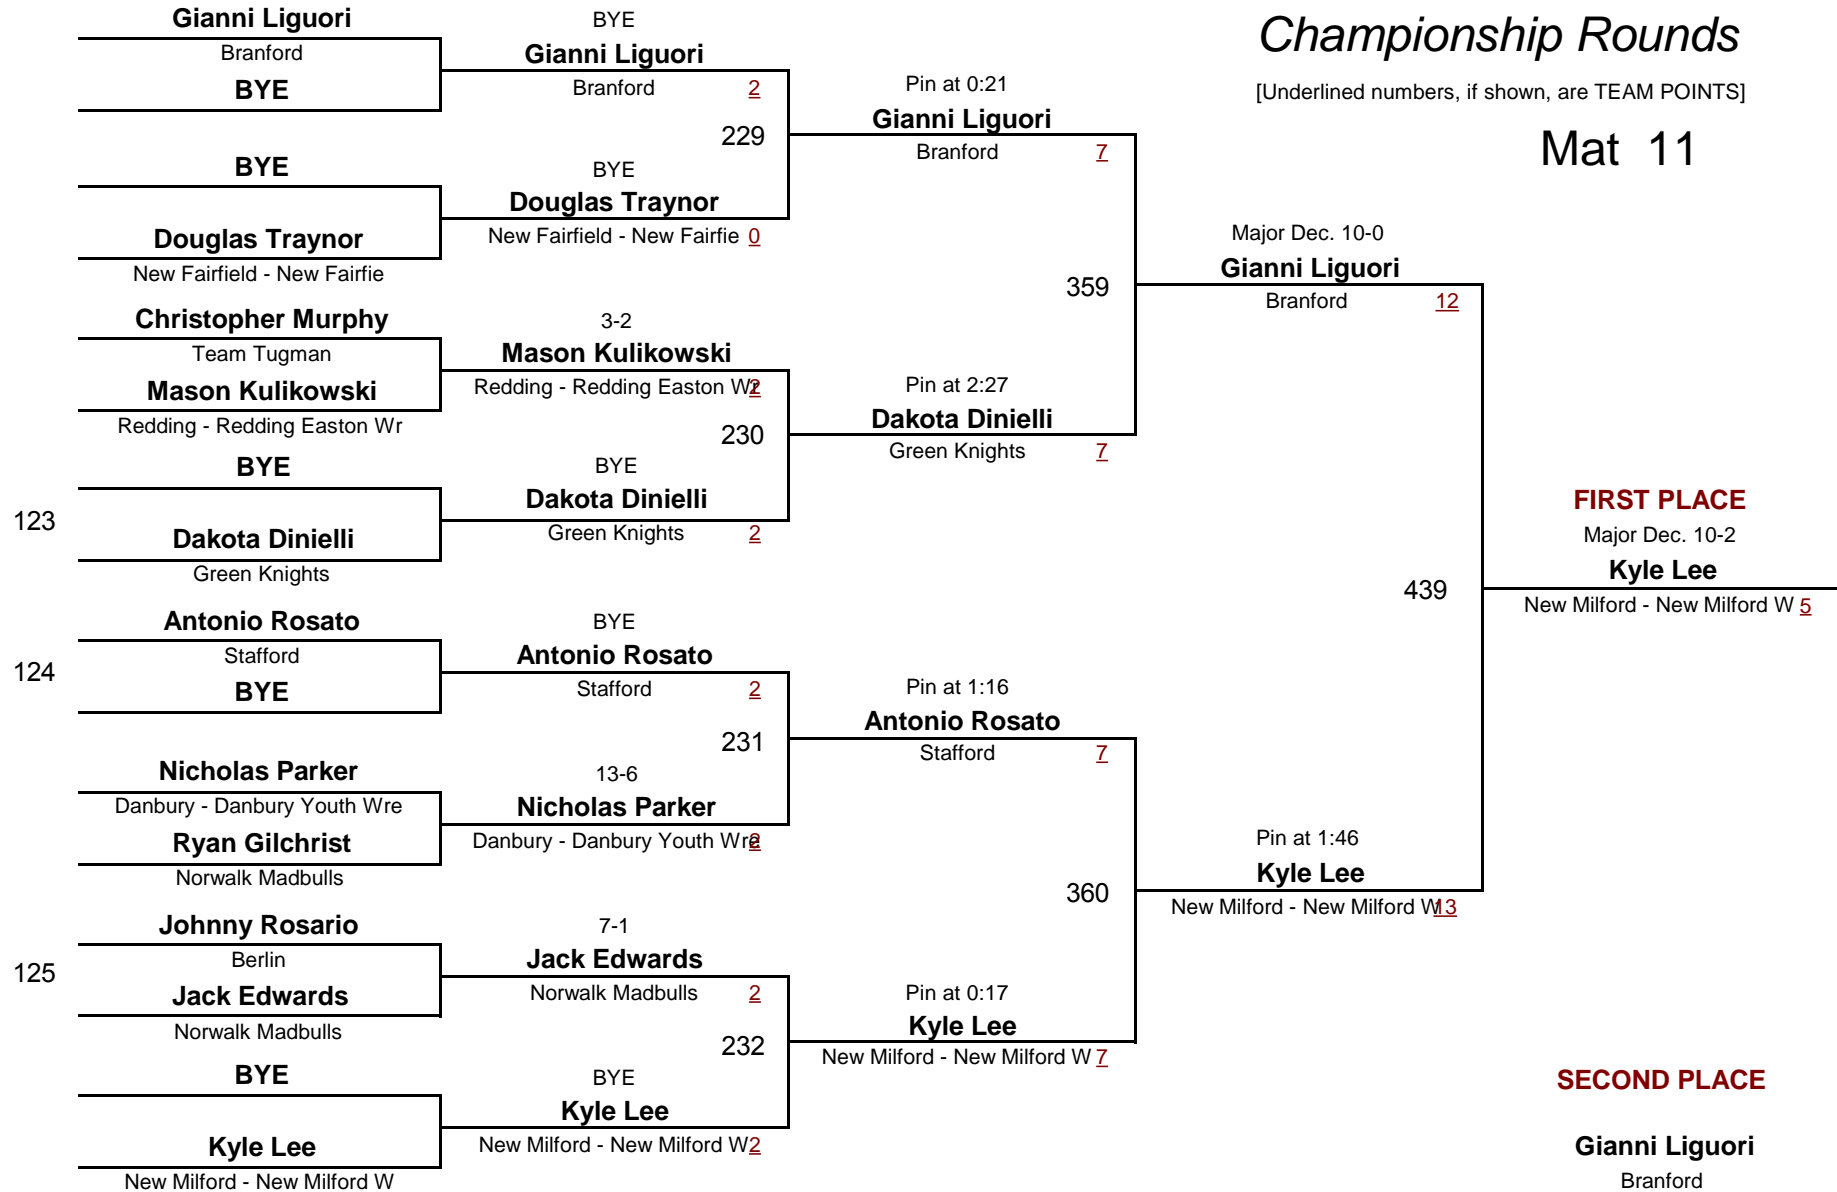 Championship Rounds
[Underlined numbers, if shown, are TEAM POINTS]
Mat 11
Gianni Liguori
Branford
BYE
BYE
Douglas Traynor
New Fairfield - New Fairfie
Christopher Murphy
Team Tugman
Mason Kulikowski
Redding - Redding Easton Wr
BYE
123
Dakota Dinielli
Green Knights
Antonio Rosato
Stafford
124
BYE
Nicholas Parker
Danbury - Danbury Youth Wre
Ryan Gilchrist
Norwalk Madbulls
Johnny Rosario
Berlin
125
Jack Edwards
Norwalk Madbulls
BYE
Kyle Lee
New Milford - New Milford W
BYE
Gianni Liguori
Branford 2
229
BYE
Douglas Traynor
New Fairfield - New Fairfie 0
3-2
Mason Kulikowski
Redding - Redding Easton Wr 2
230
BYE
Dakota Dinielli
Green Knights 2
BYE
Antonio Rosato
Stafford 2
231
13-6
Nicholas Parker
Danbury - Danbury Youth Wre 2
7-1
Jack Edwards
Norwalk Madbulls 2
232
BYE
Kyle Lee
New Milford - New Milford W 2
Pin at 0:21
Gianni Liguori
Branford 7
359
Pin at 2:27
Dakota Dinielli
Green Knights 7
Pin at 1:16
Antonio Rosato
Stafford 7
360
Pin at 0:17
Kyle Lee
New Milford - New Milford W 7
Major Dec. 10-0
Gianni Liguori
Branford 12
439
Pin at 1:46
Kyle Lee
New Milford - New Milford W 13
FIRST PLACE
Major Dec. 10-2
Kyle Lee
New Milford - New Milford W 5
SECOND PLACE
Gianni Liguori
Branford